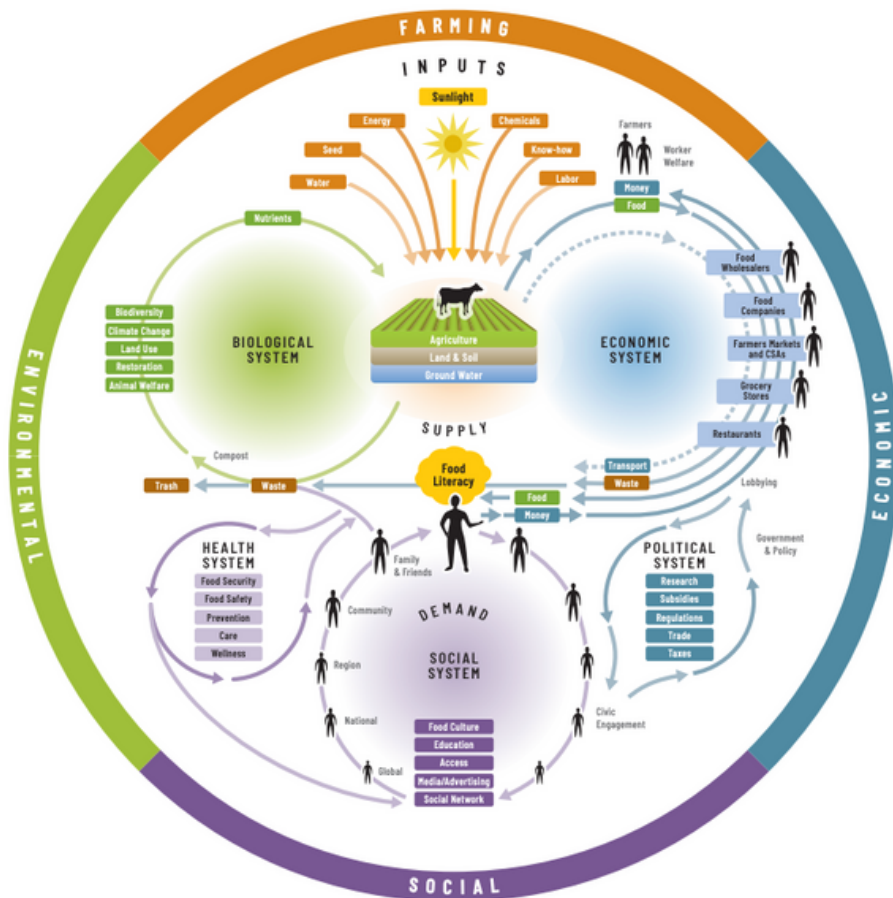 FARMING
INPUTS
Sunlight
Energy
Chemicals
Seed
Know-how
Water
Labor
Farmers
Worker
Welfare
Money
Food
Nutrients
Food
Wholesalers
Food
Companies
Farmers Markets
and CSAs
Grocery
Stores
Restaurants
Biodiversity
Climate Change
Land Use
Restoration
Animal Welfare
BIOLOGICAL
SYSTEM
Agriculture
Land & Soil
Ground Water
ECONOMIC
SYSTEM
ENVIRONMENTAL
ECONOMIC
SUPPLY
Compost
Trash
Waste
Food
Literacy
Transport
Waste
Food
Money
Lobbying
Government
& Policy
HEALTH
SYSTEM
Food Security
Food Safety
Prevention
Care
Wellness
Family
& Friends
Community
Region
National
Global
DEMAND
SOCIAL
SYSTEM
Food Culture
Education
Access
Media/Advertising
Social Network
POLITICAL
SYSTEM
Research
Subsidies
Regulations
Trade
Taxes
Civic
Engagement
SOCIAL